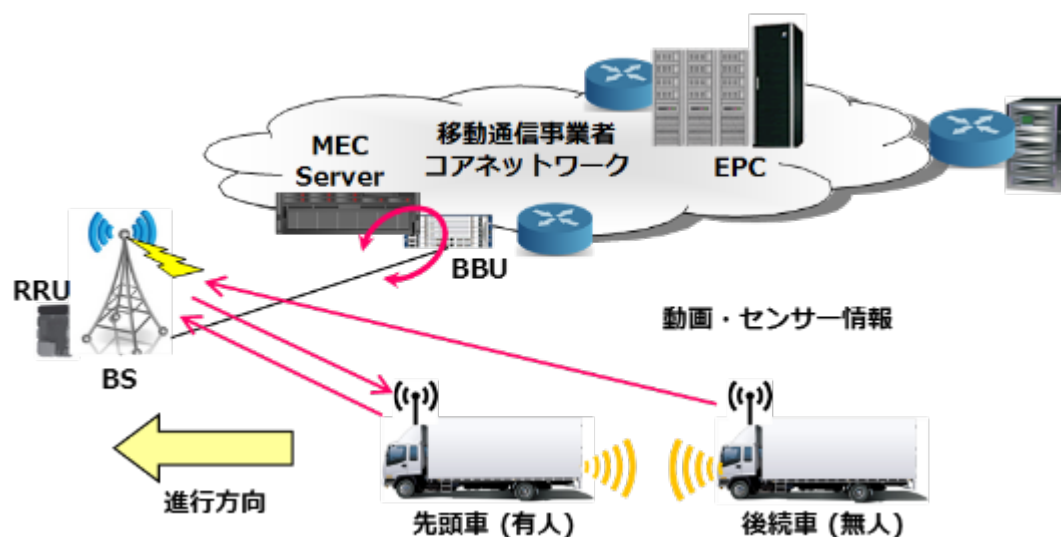 移動通信事業者
コアネットワーク
EPC
MEC
Server
BBU
RRU
BS
動画・センサー情報
進行方向
先頭車 (有人)
後続車 (無人)